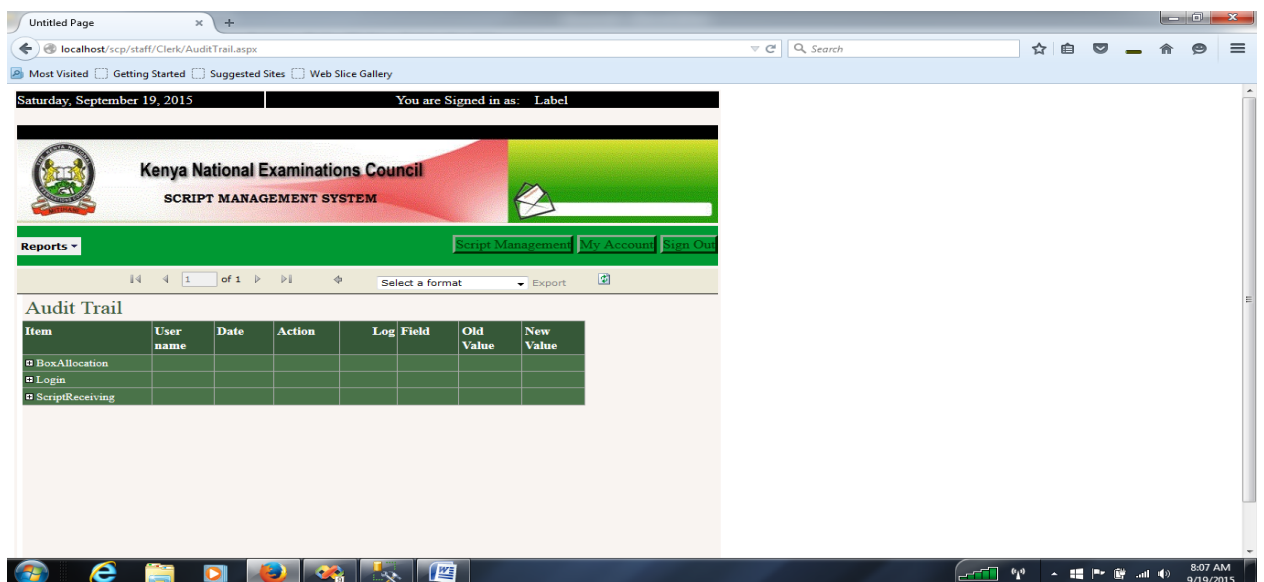 Untitled Page
localhost/scp/staff/Clerk/AuditTrail.aspx
Search
Most Visited Getting Started Suggested Sites Web Slice Gallery
Saturday, September 19, 2015 You are Signed in as: Label
Kenya National Examinations Council
SCRIPT MANAGEMENT SYSTEM
Reports Script Management My Account Sign Out
1 of 1 Select a format Export
Audit Trail
Item User name Date Action Log Field Old Value New Value
BoxAllocation
Login
ScriptReceiving
8:07 AM
9/19/2015